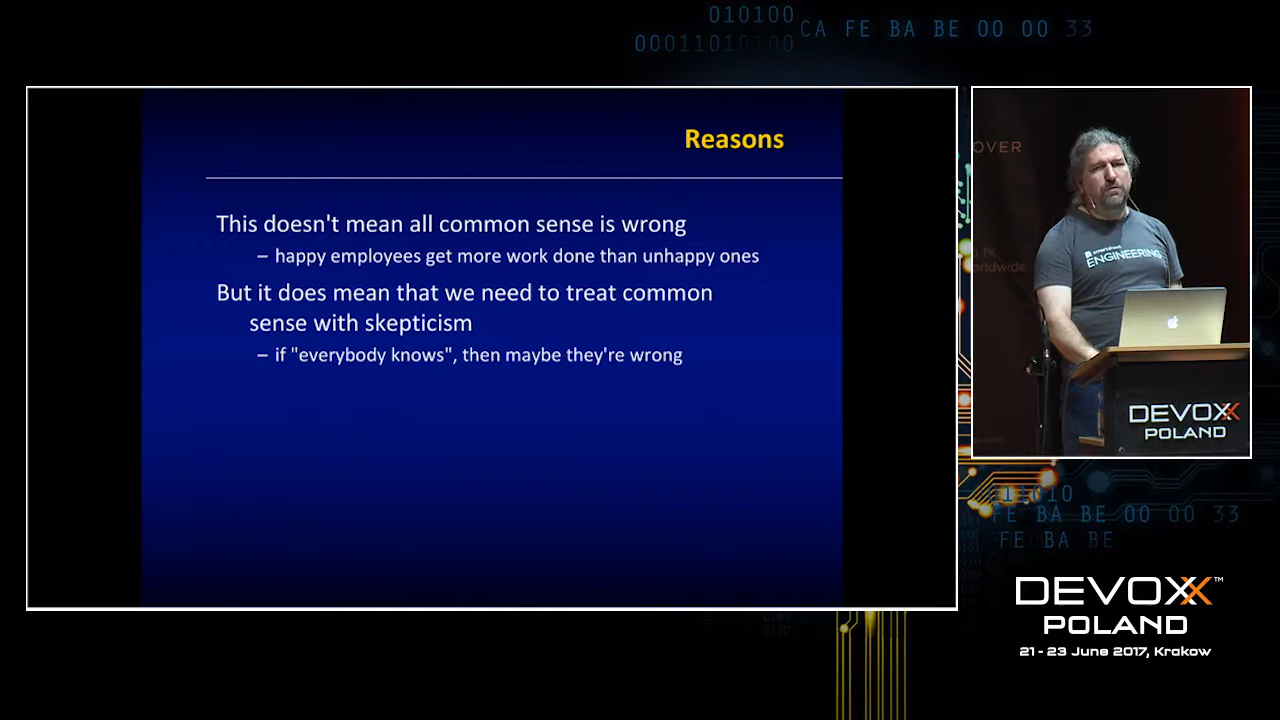 010100
00011010100
CA FE BA BE 00 00 33
Reasons
This doesn't mean all common sense is wrong
– happy employees get more work done than unhappy ones
But it does mean that we need to treat common
sense with skepticism
– if "everybody knows", then maybe they're wrong
OVER
1%
worldwide
smartsheet
ENGINEERING
DEVOXX
POLAND
FE BA BE 00 00 33
FE BA BE
DEVOXX™
POLAND
21 - 23 June 2017, Krakow